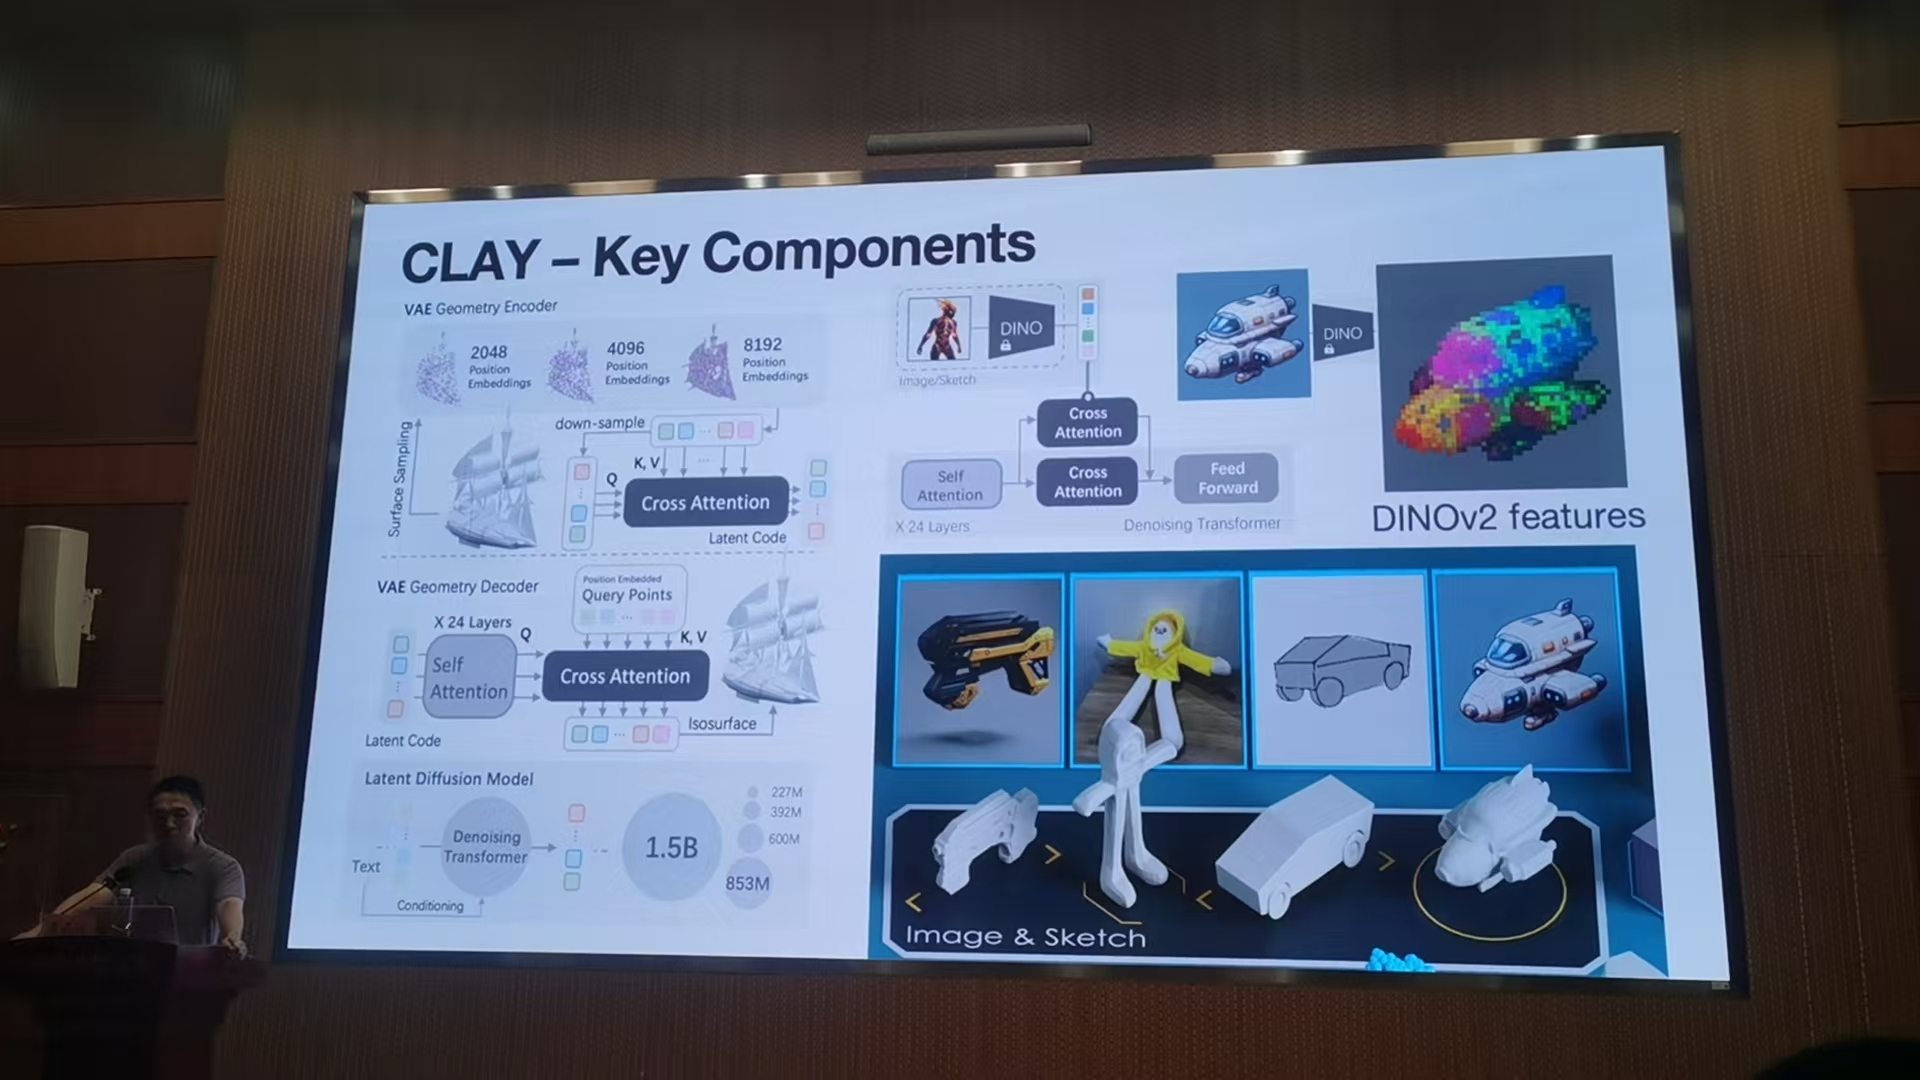 CLAY – Key Components
VAE Geometry Encoder
2048
Position
Embeddings
4096
Position
Embeddings
8192
Position
Embeddings
Surface Sampling
down-sample
...
K, V
...
Q
Cross Attention
Latent Code
VAE Geometry Decoder
Position Embedded
Query Points
...
X 24 Layers
Q
K, V
Self
Attention
Cross Attention
Latent Code
...
Isosurface
Latent Diffusion Model
Text
Denoising
Transformer
Conditioning
1.5B
227M
392M
600M
853M
DINO
Image/Sketch
Cross
Attention
Self
Attention
Cross
Attention
Feed
Forward
X 24 Layers
Denoising Transformer
DINO
DINOv2 features
Image & Sketch